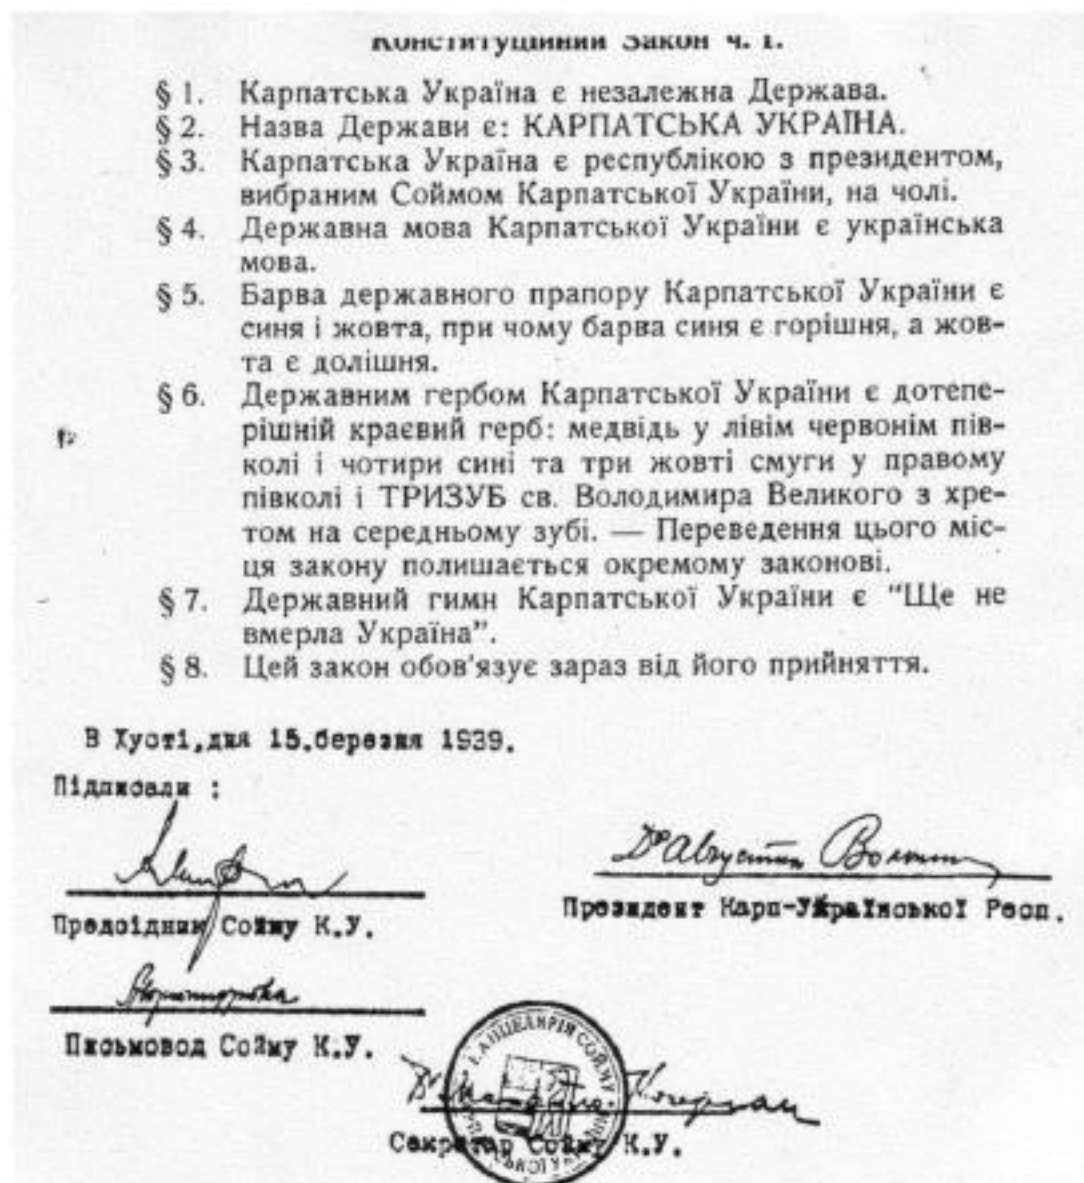 Конституційний Закон ч. 1.
§ 1. Карпатська Україна є незалежна Держава.
§ 2. Назва Держави є: КАРПАТСЬКА УКРАЇНА.
§ 3. Карпатська Україна є республікою з президентом,
вибраним Соймом Карпатської України, на чолі.
§ 4. Державна мова Карпатської України є українська
мова.
§ 5. Барва державного прапору Карпатської України є
синя і жовта, при чому барва синя є горішня, а жов-
та є долішня.
§ 6. Державним гербом Карпатської України є дотепе-
рішній краєвий герб: медвідь у лівім червонім пів-
колі і чотири сині та три жовті смуги у правому
півколі і ТРИЗУБ св. Володимира Великого з хре-
том на середньому зубі. — Переведення цього міс-
ця закону полишається окремому законові.
§ 7. Державний гимн Карпатської України є "Ще не
вмерла Україна".
§ 8. Цей закон обов'язує зараз від його прийняття.
В Хусті,дня 15.березня 1939.
Підписали :
Dr Августин Волошин
Предсідник Сойму К.У.
Президент Карп-Української Респ.
Письмовод Сойму К.У.
КАНЦЕЛЯРІЯ СОЙМУ
Секретар Сойму К.У.